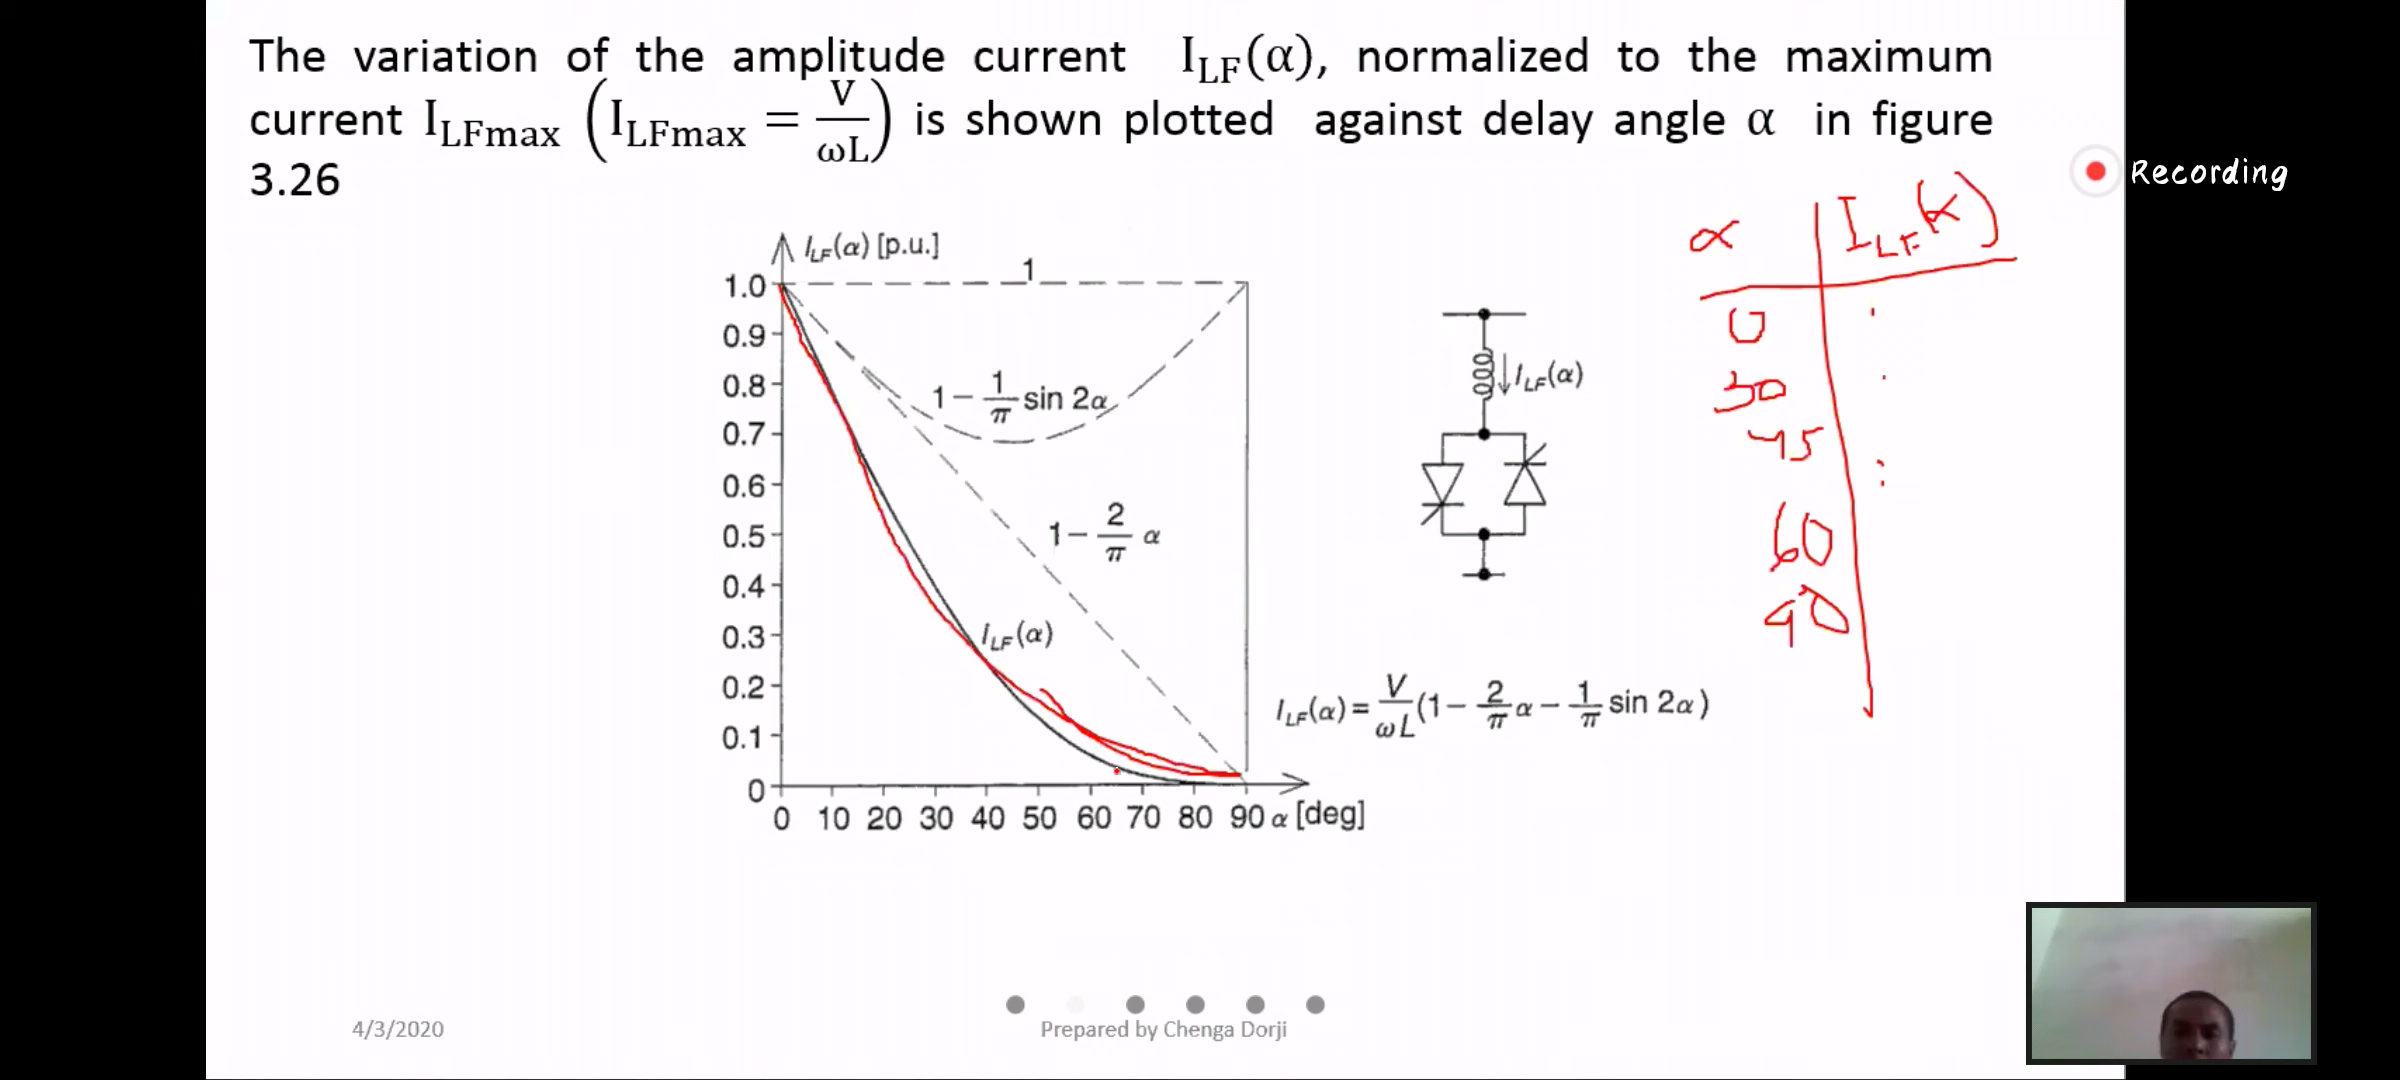 The variation of the amplitude current I_LF(α), normalized to the maximum
current I_LFmax (I_LFmax = V/ωL) is shown plotted against delay angle α in figure
3.26
Recording
α I_LF(α)
0
30
45
60
90
I_LF(α) [p.u.]
1
1.0
0.9
0.8
0.7
0.6
0.5
0.4
0.3
0.2
0.1
0
1 − 1/π sin 2α
1 − 2/π α
I_LF(α)
I_LF(α)
I_LF(α) = V/ωL (1 − 2/π α − 1/π sin 2α)
0 10 20 30 40 50 60 70 80 90 α [deg]
4/3/2020
Prepared by Chenga Dorji